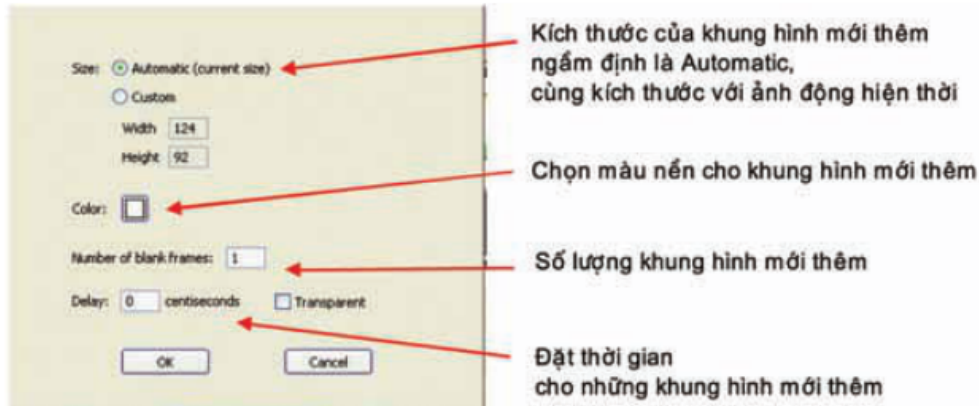 Size: Automatic (current size)
Custom
Width 124
Height 92
Color:
Number of blank frames: 1
Delay: 0 centiseconds Transparent
OK Cancel
Kích thước của khung hình mới thêm
ngầm định là Automatic,
cùng kích thước với ảnh động hiện thời
Chọn màu nền cho khung hình mới thêm
Số lượng khung hình mới thêm
Đặt thời gian
cho những khung hình mới thêm